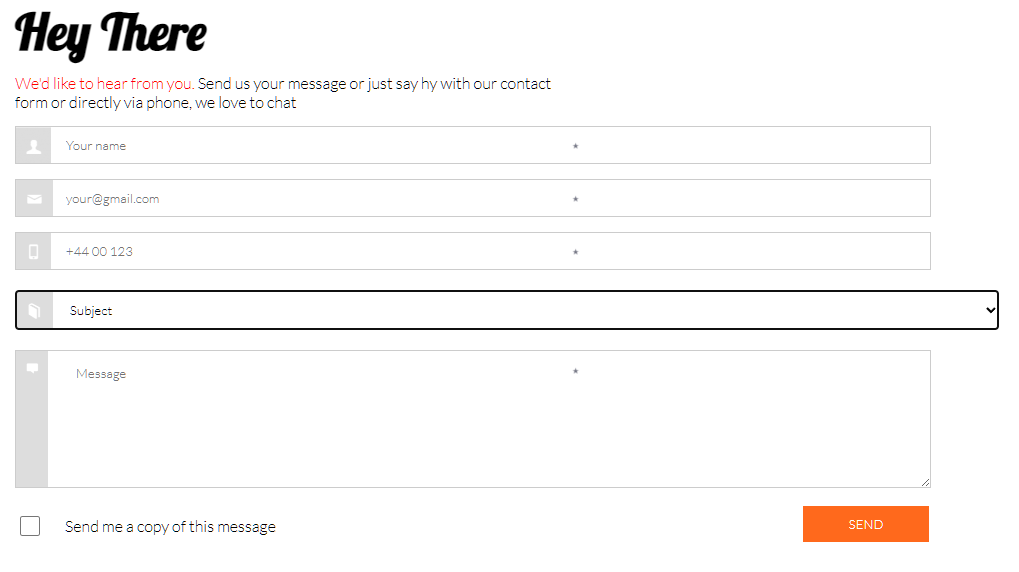 Hey There
We'd like to hear from you. Send us your message or just say hy with our contact
form or directly via phone, we love to chat
Your name *
your@gmail.com *
+44 00 123 *
Subject
Message *
Send me a copy of this message
SEND